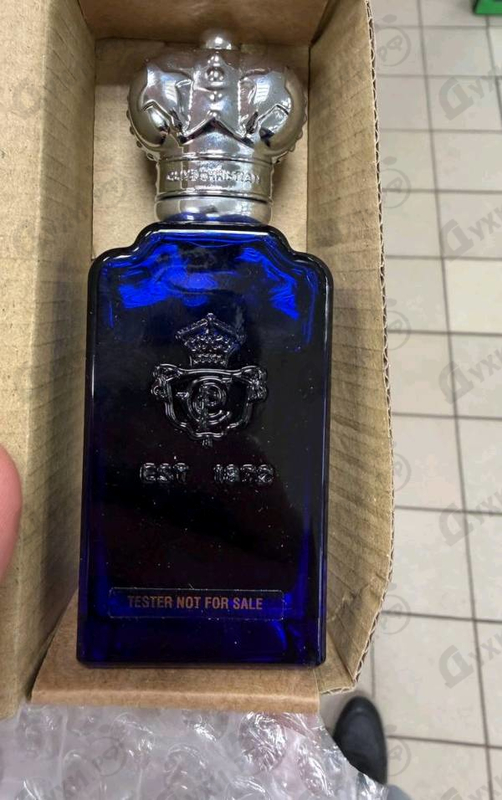 CLIVE CHRISTIAN
EST 1872
TESTER NOT FOR SALE